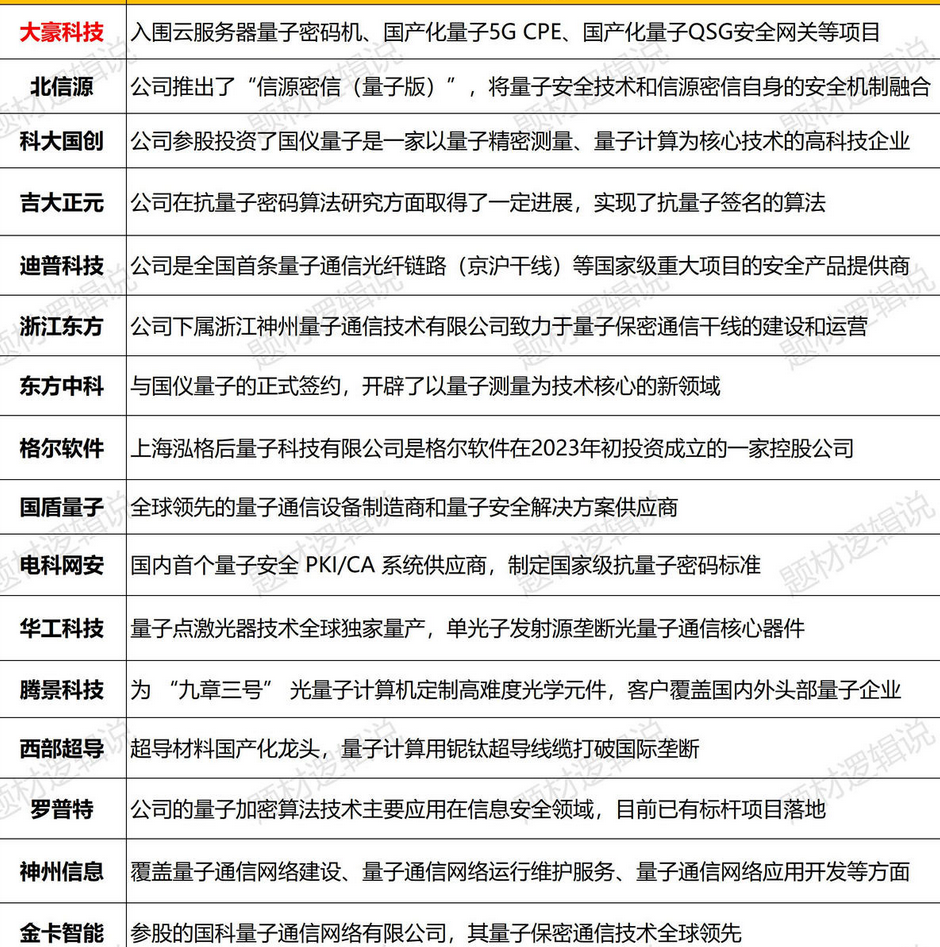 大豪科技 入围云服务器量子密码机、国产化量子5G CPE、国产化量子QSG安全网关等项目
北信源 公司推出了“信源密信（量子版）”，将量子安全技术和信源密信自身的安全机制融合
科大国创 公司参股投资了国仪量子是一家以量子精密测量、量子计算为核心技术的高科技企业
吉大正元 公司在抗量子密码算法研究方面取得了一定进展，实现了抗量子签名的算法
迪普科技 公司是全国首条量子通信光纤链路（京沪干线）等国家级重大项目的安全产品提供商
浙江东方 公司下属浙江神州量子通信技术有限公司致力于量子保密通信干线的建设和运营
东方中科 与国仪量子的正式签约，开辟了以量子测量为技术核心的新领域
格尔软件 上海泓格后量子科技有限公司是格尔软件在2023年初投资成立的一家控股公司
国盾量子 全球领先的量子通信设备制造商和量子安全解决方案供应商
电科网安 国内首个量子安全 PKI/CA 系统供应商，制定国家级抗量子密码标准
华工科技 量子点激光器技术全球独家量产，单光子发射源垄断光量子通信核心器件
腾景科技 为 “九章三号” 光量子计算机定制高难度光学元件，客户覆盖国内外头部量子企业
西部超导 超导材料国产化龙头，量子计算用铌钛超导线缆打破国际垄断
罗普特 公司的量子加密算法技术主要应用在信息安全领域，目前已有标杆项目落地
神州信息 覆盖量子通信网络建设、量子通信网络运行维护服务、量子通信网络应用开发等方面
金卡智能 参股的国科量子通信网络有限公司，其量子保密通信技术全球领先
题材逻辑说